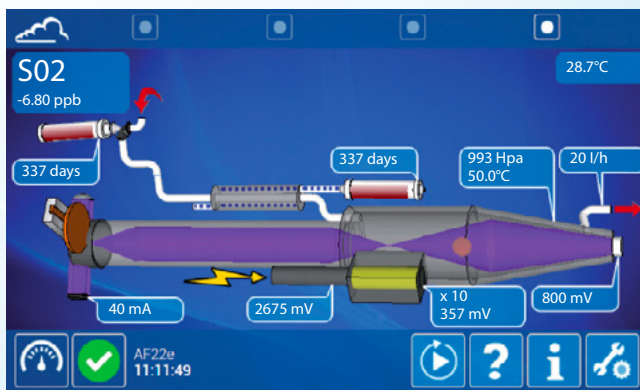 S02
-6.80 ppb
28.7°C
337 days
337 days
993 Hpa
50.0°C
20 l/h
40 mA
2675 mV
x 10
357 mV
800 mV
AF22e
11:11:49
?
i